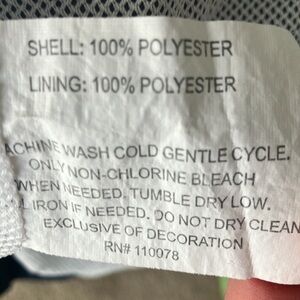 SHELL: 100% POLYESTER
LINING: 100% POLYESTER
ACHINE WASH COLD GENTLE CYCLE.
ONLY NON-CHLORINE BLEACH
WHEN NEEDED. TUMBLE DRY LOW.
IRON IF NEEDED. DO NOT DRY CLEAN
EXCLUSIVE OF DECORATION
RN# 110978